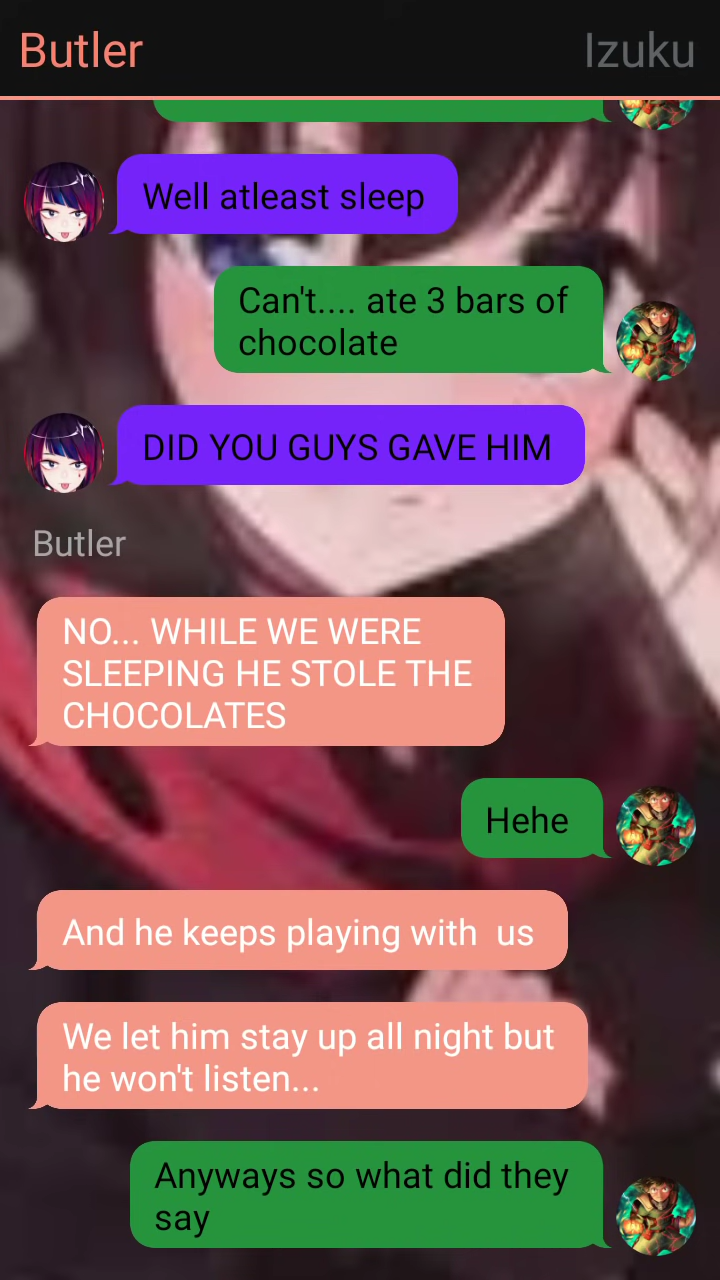 Butler
Izuku
Well atleast sleep
Can't.... ate 3 bars of
chocolate
DID YOU GUYS GAVE HIM
Butler
NO... WHILE WE WERE
SLEEPING HE STOLE THE
CHOCOLATES
Hehe
And he keeps playing with  us
We let him stay up all night but
he won't listen...
Anyways so what did they
say